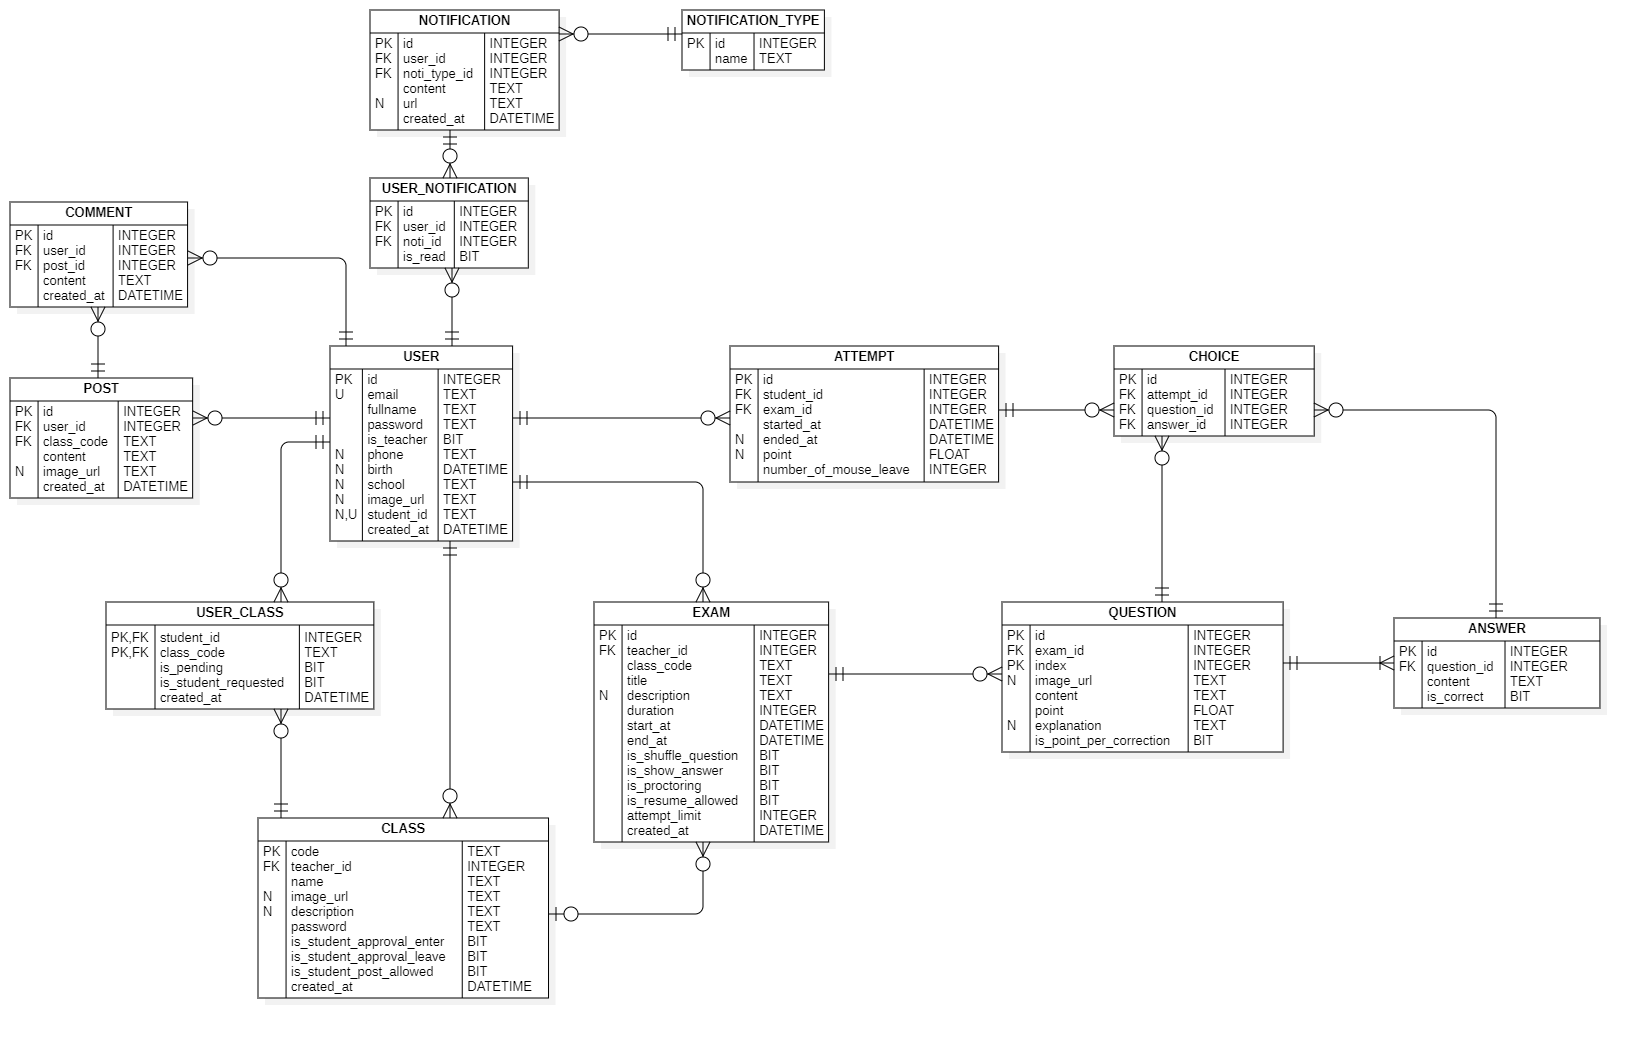 NOTIFICATION
PK id INTEGER
FK user_id INTEGER
FK noti_type_id INTEGER
content TEXT
N url TEXT
created_at DATETIME
NOTIFICATION_TYPE
PK id INTEGER
name TEXT
USER_NOTIFICATION
PK id INTEGER
FK user_id INTEGER
FK noti_id INTEGER
is_read BIT
COMMENT
PK id INTEGER
FK user_id INTEGER
FK post_id INTEGER
content TEXT
created_at DATETIME
POST
PK id INTEGER
FK user_id INTEGER
FK class_code TEXT
content TEXT
N image_url TEXT
created_at DATETIME
USER
PK id INTEGER
U email TEXT
fullname TEXT
password TEXT
is_teacher BIT
N phone TEXT
N birth DATETIME
N school TEXT
N image_url TEXT
N,U student_id TEXT
created_at DATETIME
ATTEMPT
PK id INTEGER
FK student_id INTEGER
FK exam_id INTEGER
started_at DATETIME
N ended_at DATETIME
N point FLOAT
number_of_mouse_leave INTEGER
CHOICE
PK id INTEGER
FK attempt_id INTEGER
FK question_id INTEGER
FK answer_id INTEGER
USER_CLASS
PK,FK student_id INTEGER
PK,FK class_code TEXT
is_pending BIT
is_student_requested BIT
created_at DATETIME
EXAM
PK id INTEGER
FK teacher_id INTEGER
class_code TEXT
title TEXT
N description TEXT
duration INTEGER
start_at DATETIME
end_at DATETIME
is_shuffle_question BIT
is_show_answer BIT
is_proctoring BIT
is_resume_allowed BIT
attempt_limit INTEGER
created_at DATETIME
QUESTION
PK id INTEGER
FK exam_id INTEGER
PK index INTEGER
N image_url TEXT
content TEXT
point FLOAT
N explanation TEXT
is_point_per_correction BIT
ANSWER
PK id INTEGER
FK question_id INTEGER
content TEXT
is_correct BIT
CLASS
PK code TEXT
FK teacher_id INTEGER
name TEXT
N image_url TEXT
N description TEXT
password TEXT
is_student_approval_enter BIT
is_student_approval_leave BIT
is_student_post_allowed BIT
created_at DATETIME